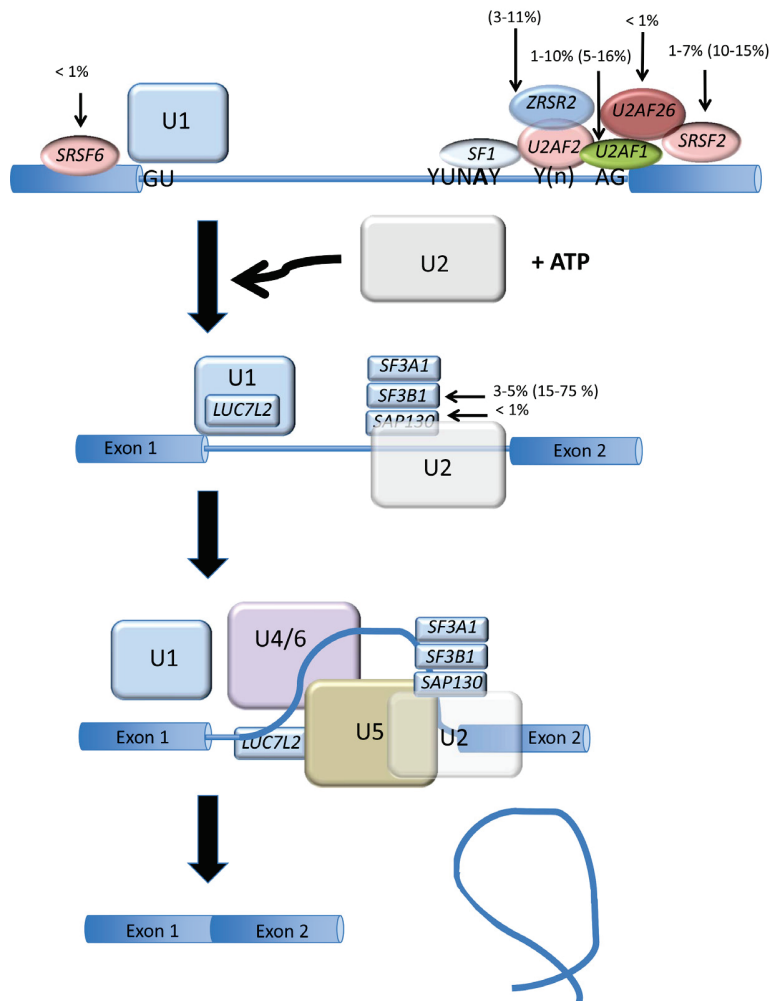 (3-11%)
< 1%
1-10% (5-16%)
1-7% (10-15%)
< 1%
ZRSR2
U2AF26
U1
SRSF6
SF1
U2AF2
U2AF1
SRSF2
GU
YUNAY
Y(n)
AG
U2
+ ATP
SF3A1
U1
SF3B1
3-5% (15-75 %)
LUC7L2
SAP130
< 1%
Exon 1
U2
Exon 2
U4/6
SF3A1
U1
SF3B1
SAP130
Exon 1
LUC7L2
U5
U2
Exon 2
Exon 1
Exon 2